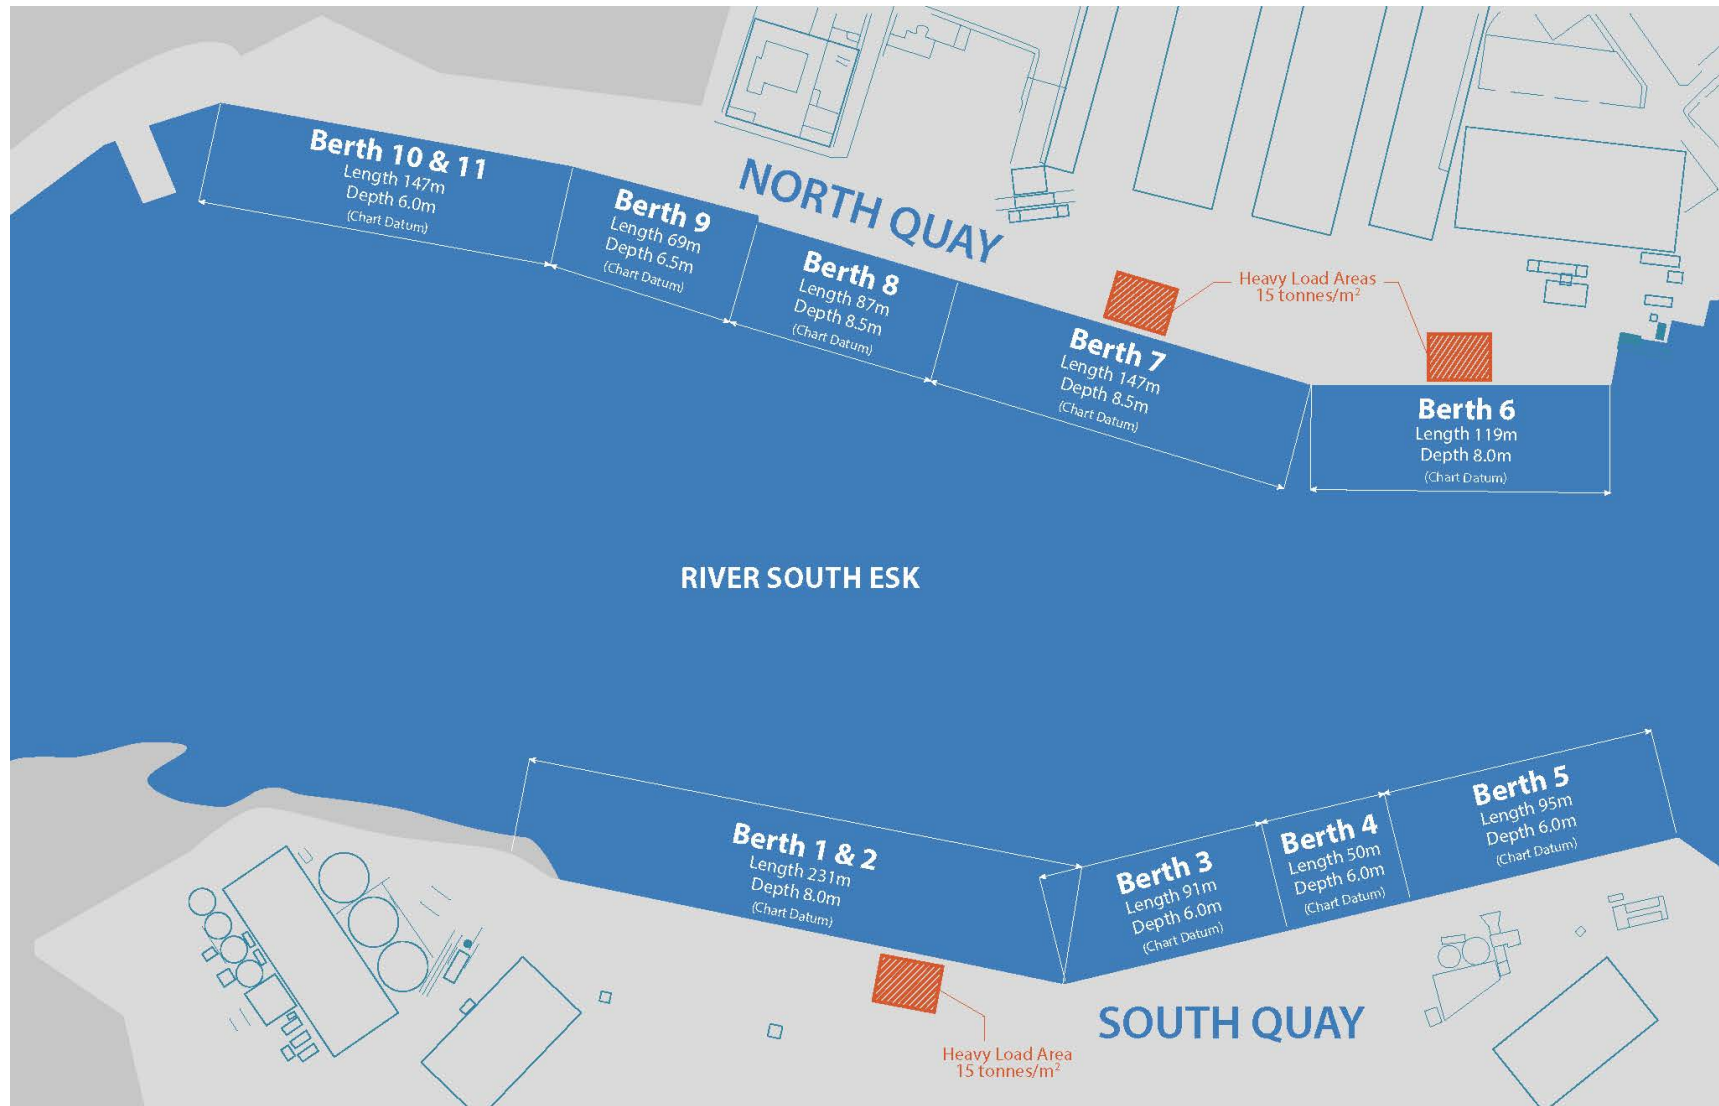 Berth 10 & 11
Length 147m
Depth 6.0m
(Chart Datum)
Berth 9
Length 69m
Depth 6.5m
(Chart Datum)
NORTH QUAY
Berth 8
Length 87m
Depth 8.5m
(Chart Datum)
Heavy Load Areas
15 tonnes/m²
Berth 7
Length 147m
Depth 8.5m
(Chart Datum)
Berth 6
Length 119m
Depth 8.0m
(Chart Datum)
RIVER SOUTH ESK
Berth 1 & 2
Length 231m
Depth 8.0m
(Chart Datum)
Berth 3
Length 91m
Depth 6.0m
(Chart Datum)
Berth 4
Length 50m
Depth 6.0m
(Chart Datum)
Berth 5
Length 95m
Depth 6.0m
(Chart Datum)
SOUTH QUAY
Heavy Load Area
15 tonnes/m²